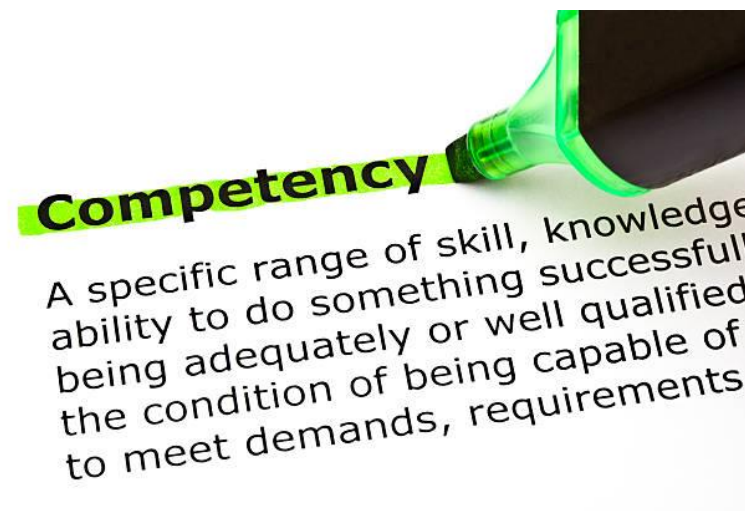 Competency
A specific range of skill, knowledge
ability to do something successfull
being adequately or well qualified
the condition of being capable of
to meet demands, requirements